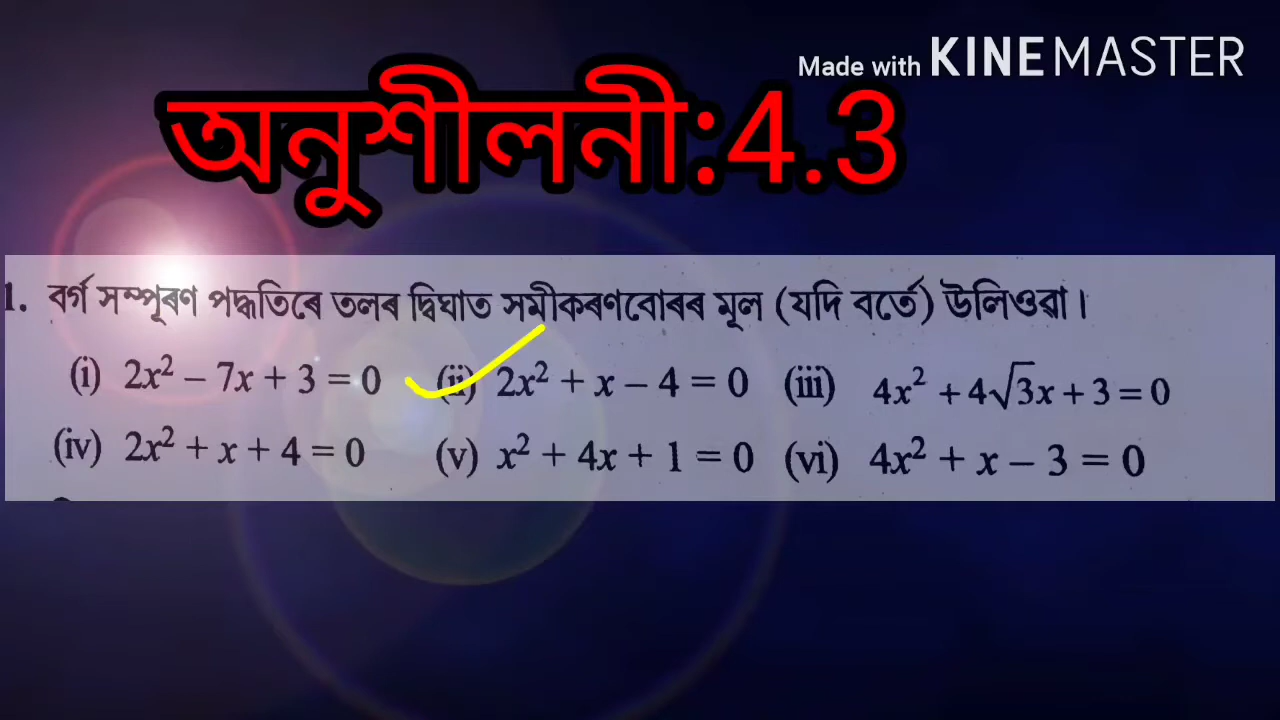 Made with KINEMASTER
অনুশীলনী:4.3
1. বৰ্গ সম্পূৰণ পদ্ধতিৰে তলৰ দ্বিঘাত সমীকৰণবোৰৰ মূল (যদি বৰ্তে) উলিওৱা।
(i) 2x² – 7x + 3 = 0 (ii) 2x² + x – 4 = 0 (iii) 4x² + 4√3x + 3 = 0
(iv) 2x² + x + 4 = 0 (v) x² + 4x + 1 = 0 (vi) 4x² + x – 3 = 0